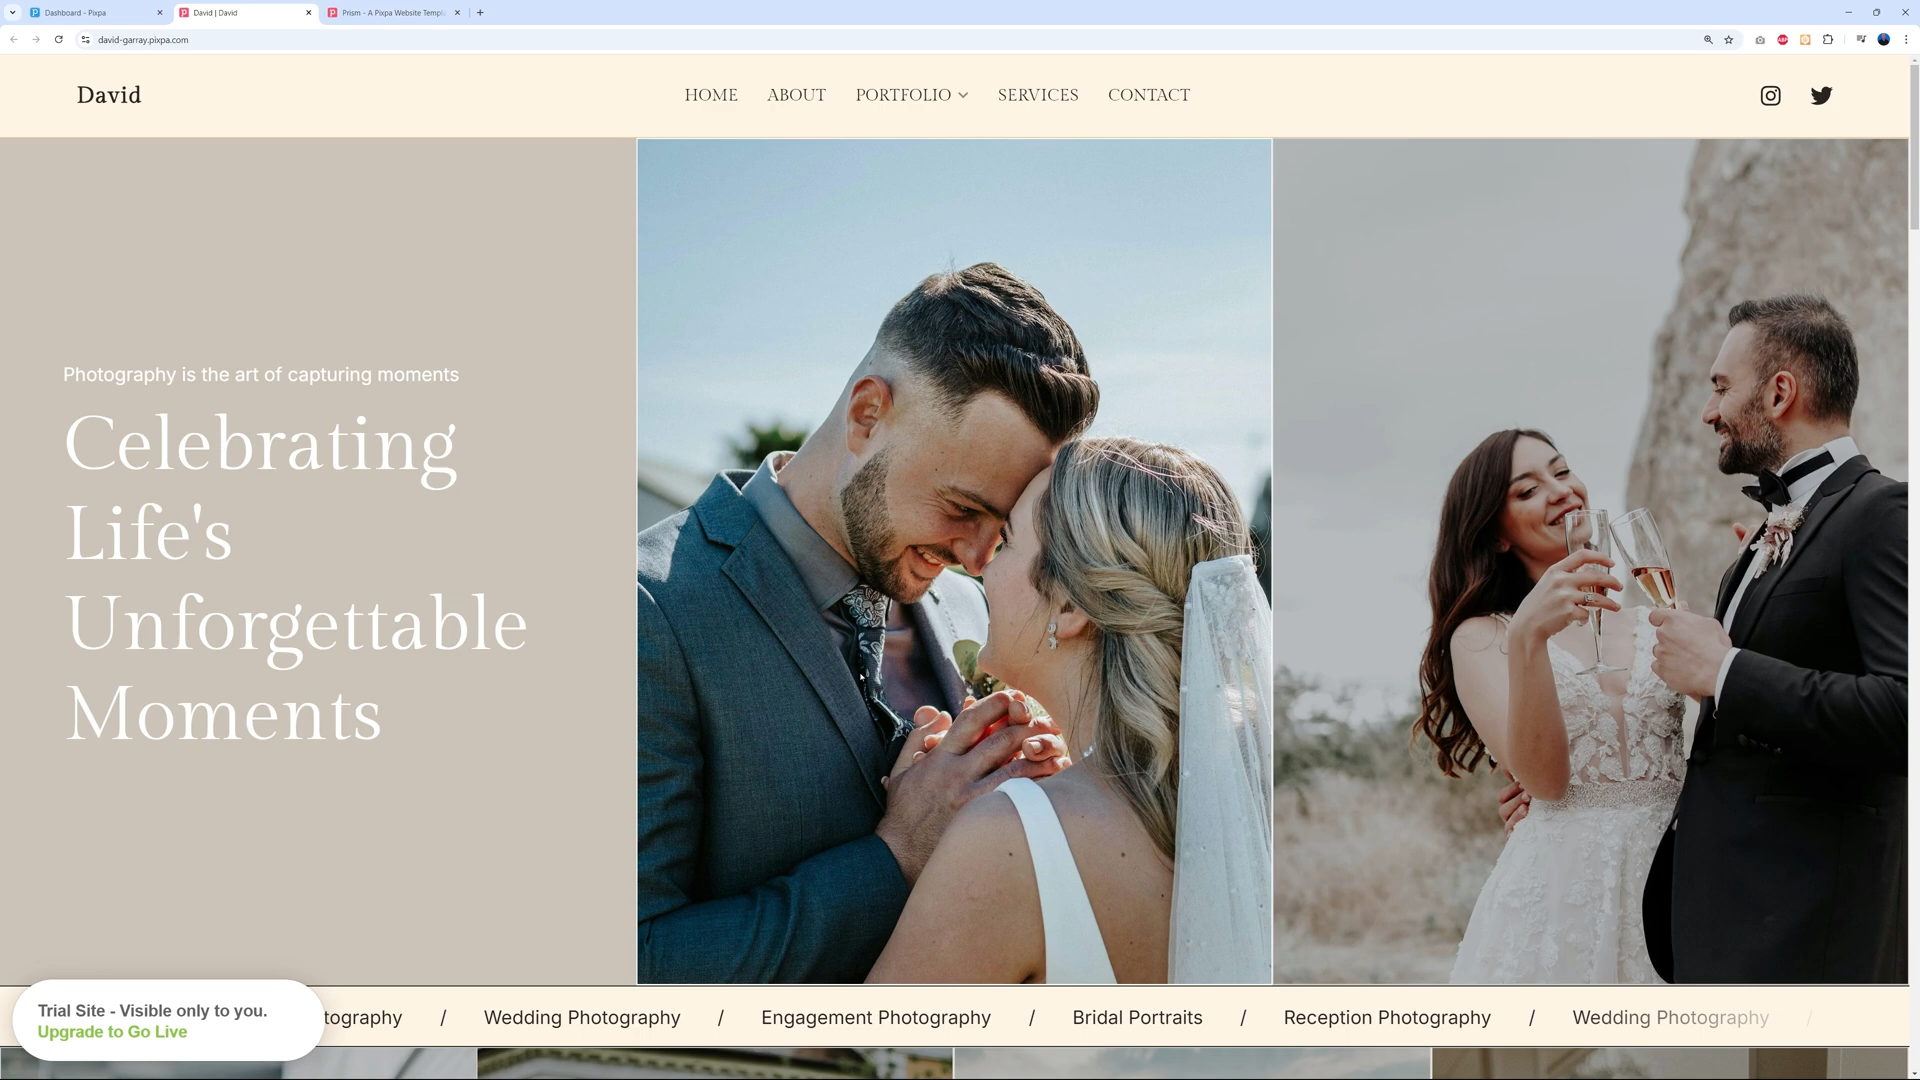 Dashboard - Pixpa
David | David
Prism - A Pixpa Website Templ
david-garray.pixpa.com
ABP
David
HOME
ABOUT
PORTFOLIO
SERVICES
CONTACT
Photography is the art of capturing moments
Celebrating
Life's
Unforgettable
Moments
Trial Site - Visible only to you.
Upgrade to Go Live
tography / Wedding Photography / Engagement Photography / Bridal Portraits / Reception Photography / Wedding Photography /